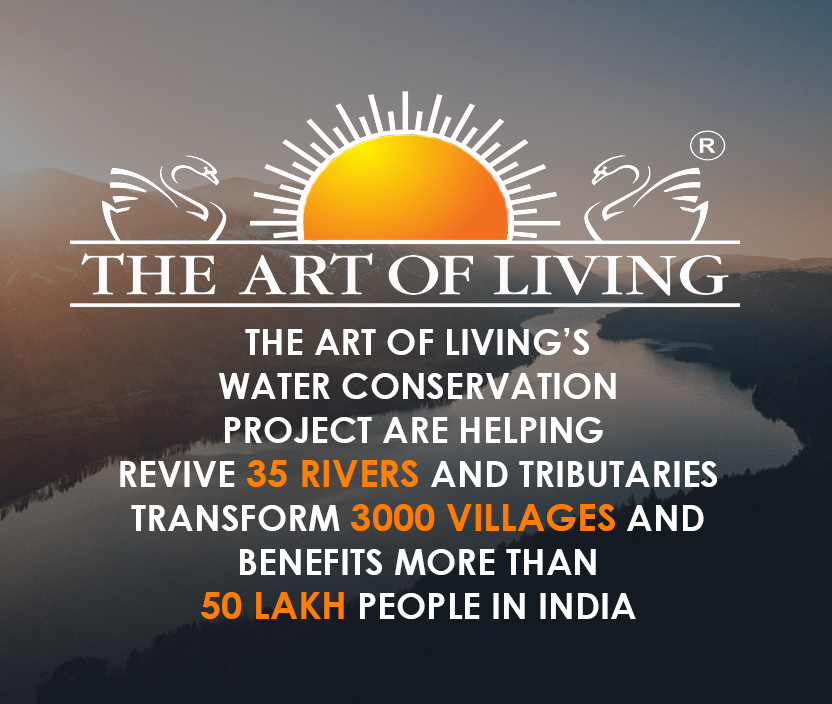 ®
THE ART OF LIVING
THE ART OF LIVING’S
WATER CONSERVATION
PROJECT ARE HELPING
REVIVE 35 RIVERS AND TRIBUTARIES
TRANSFORM 3000 VILLAGES AND
BENEFITS MORE THAN
50 LAKH PEOPLE IN INDIA